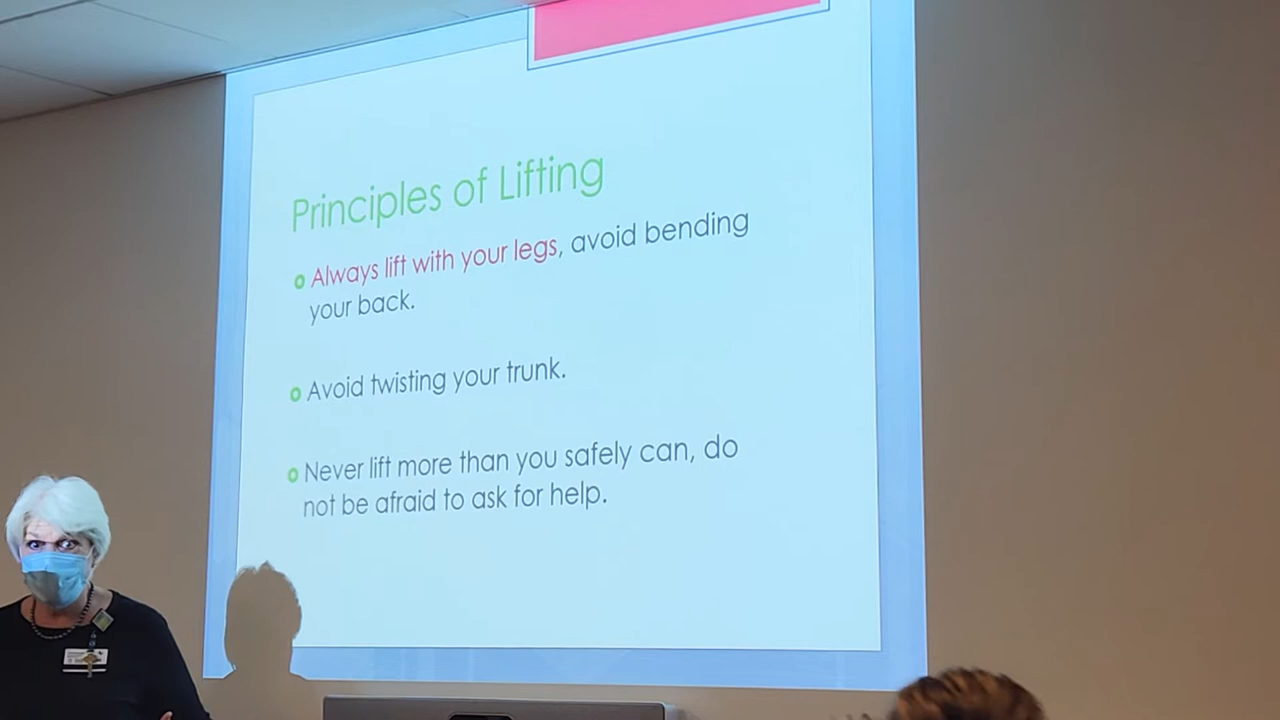 Principles of Lifting
Always lift with your legs, avoid bending
your back.
Avoid twisting your trunk.
Never lift more than you safely can, do
not be afraid to ask for help.